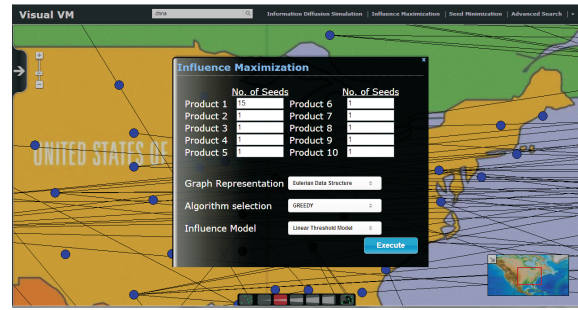 Visual VM
china
Information Diffusion Simulation | Influence Maximization | Seed Minimization | Advanced Search |
x
Influence Maximization
No. of Seeds No. of Seeds
Product 1 15 Product 6 1
Product 2 1 Product 7 1
Product 3 1 Product 8 1
Product 4 1 Product 9 1
Product 5 1 Product 10 1
UNITED STATES OF
Graph Representation Eulerian Data Structure
Algorithm selection GREEDY
Influence Model Linear Threshold Model
Execute